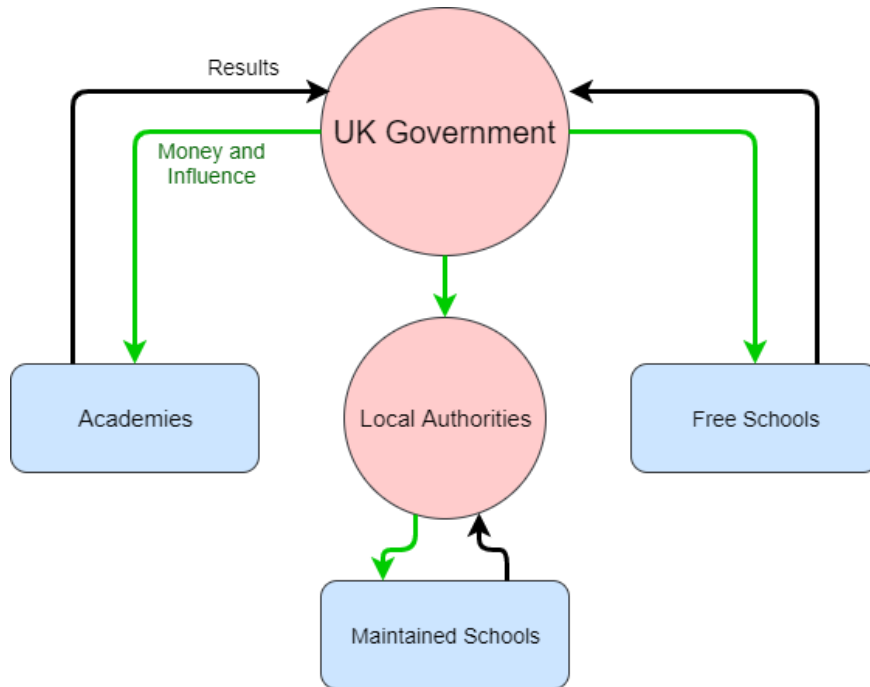 Results
UK Government
Money and
Influence
Academies
Local Authorities
Free Schools
Maintained Schools